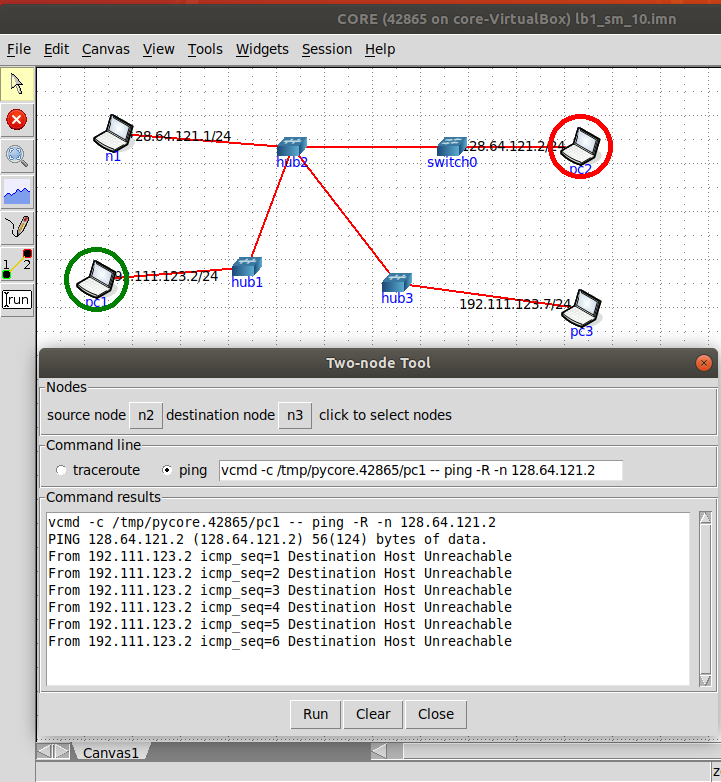 CORE (42865 on core-VirtualBox) lb1_sm_10.imn
File Edit Canvas View Tools Widgets Session Help
28.64.121.1/24
n1
hub2
switch0
128.64.121.2/24
pc2
111.123.2/24
pc1
hub1
hub3
192.111.123.7/24
pc3
1 2
run
Two-node Tool
Nodes
source node n2 destination node n3 click to select nodes
Command line
traceroute ping vcmd -c /tmp/pycore.42865/pc1 -- ping -R -n 128.64.121.2
Command results
vcmd -c /tmp/pycore.42865/pc1 -- ping -R -n 128.64.121.2
PING 128.64.121.2 (128.64.121.2) 56(124) bytes of data.
From 192.111.123.2 icmp_seq=1 Destination Host Unreachable
From 192.111.123.2 icmp_seq=2 Destination Host Unreachable
From 192.111.123.2 icmp_seq=3 Destination Host Unreachable
From 192.111.123.2 icmp_seq=4 Destination Host Unreachable
From 192.111.123.2 icmp_seq=5 Destination Host Unreachable
From 192.111.123.2 icmp_seq=6 Destination Host Unreachable
Run Clear Close
Canvas1